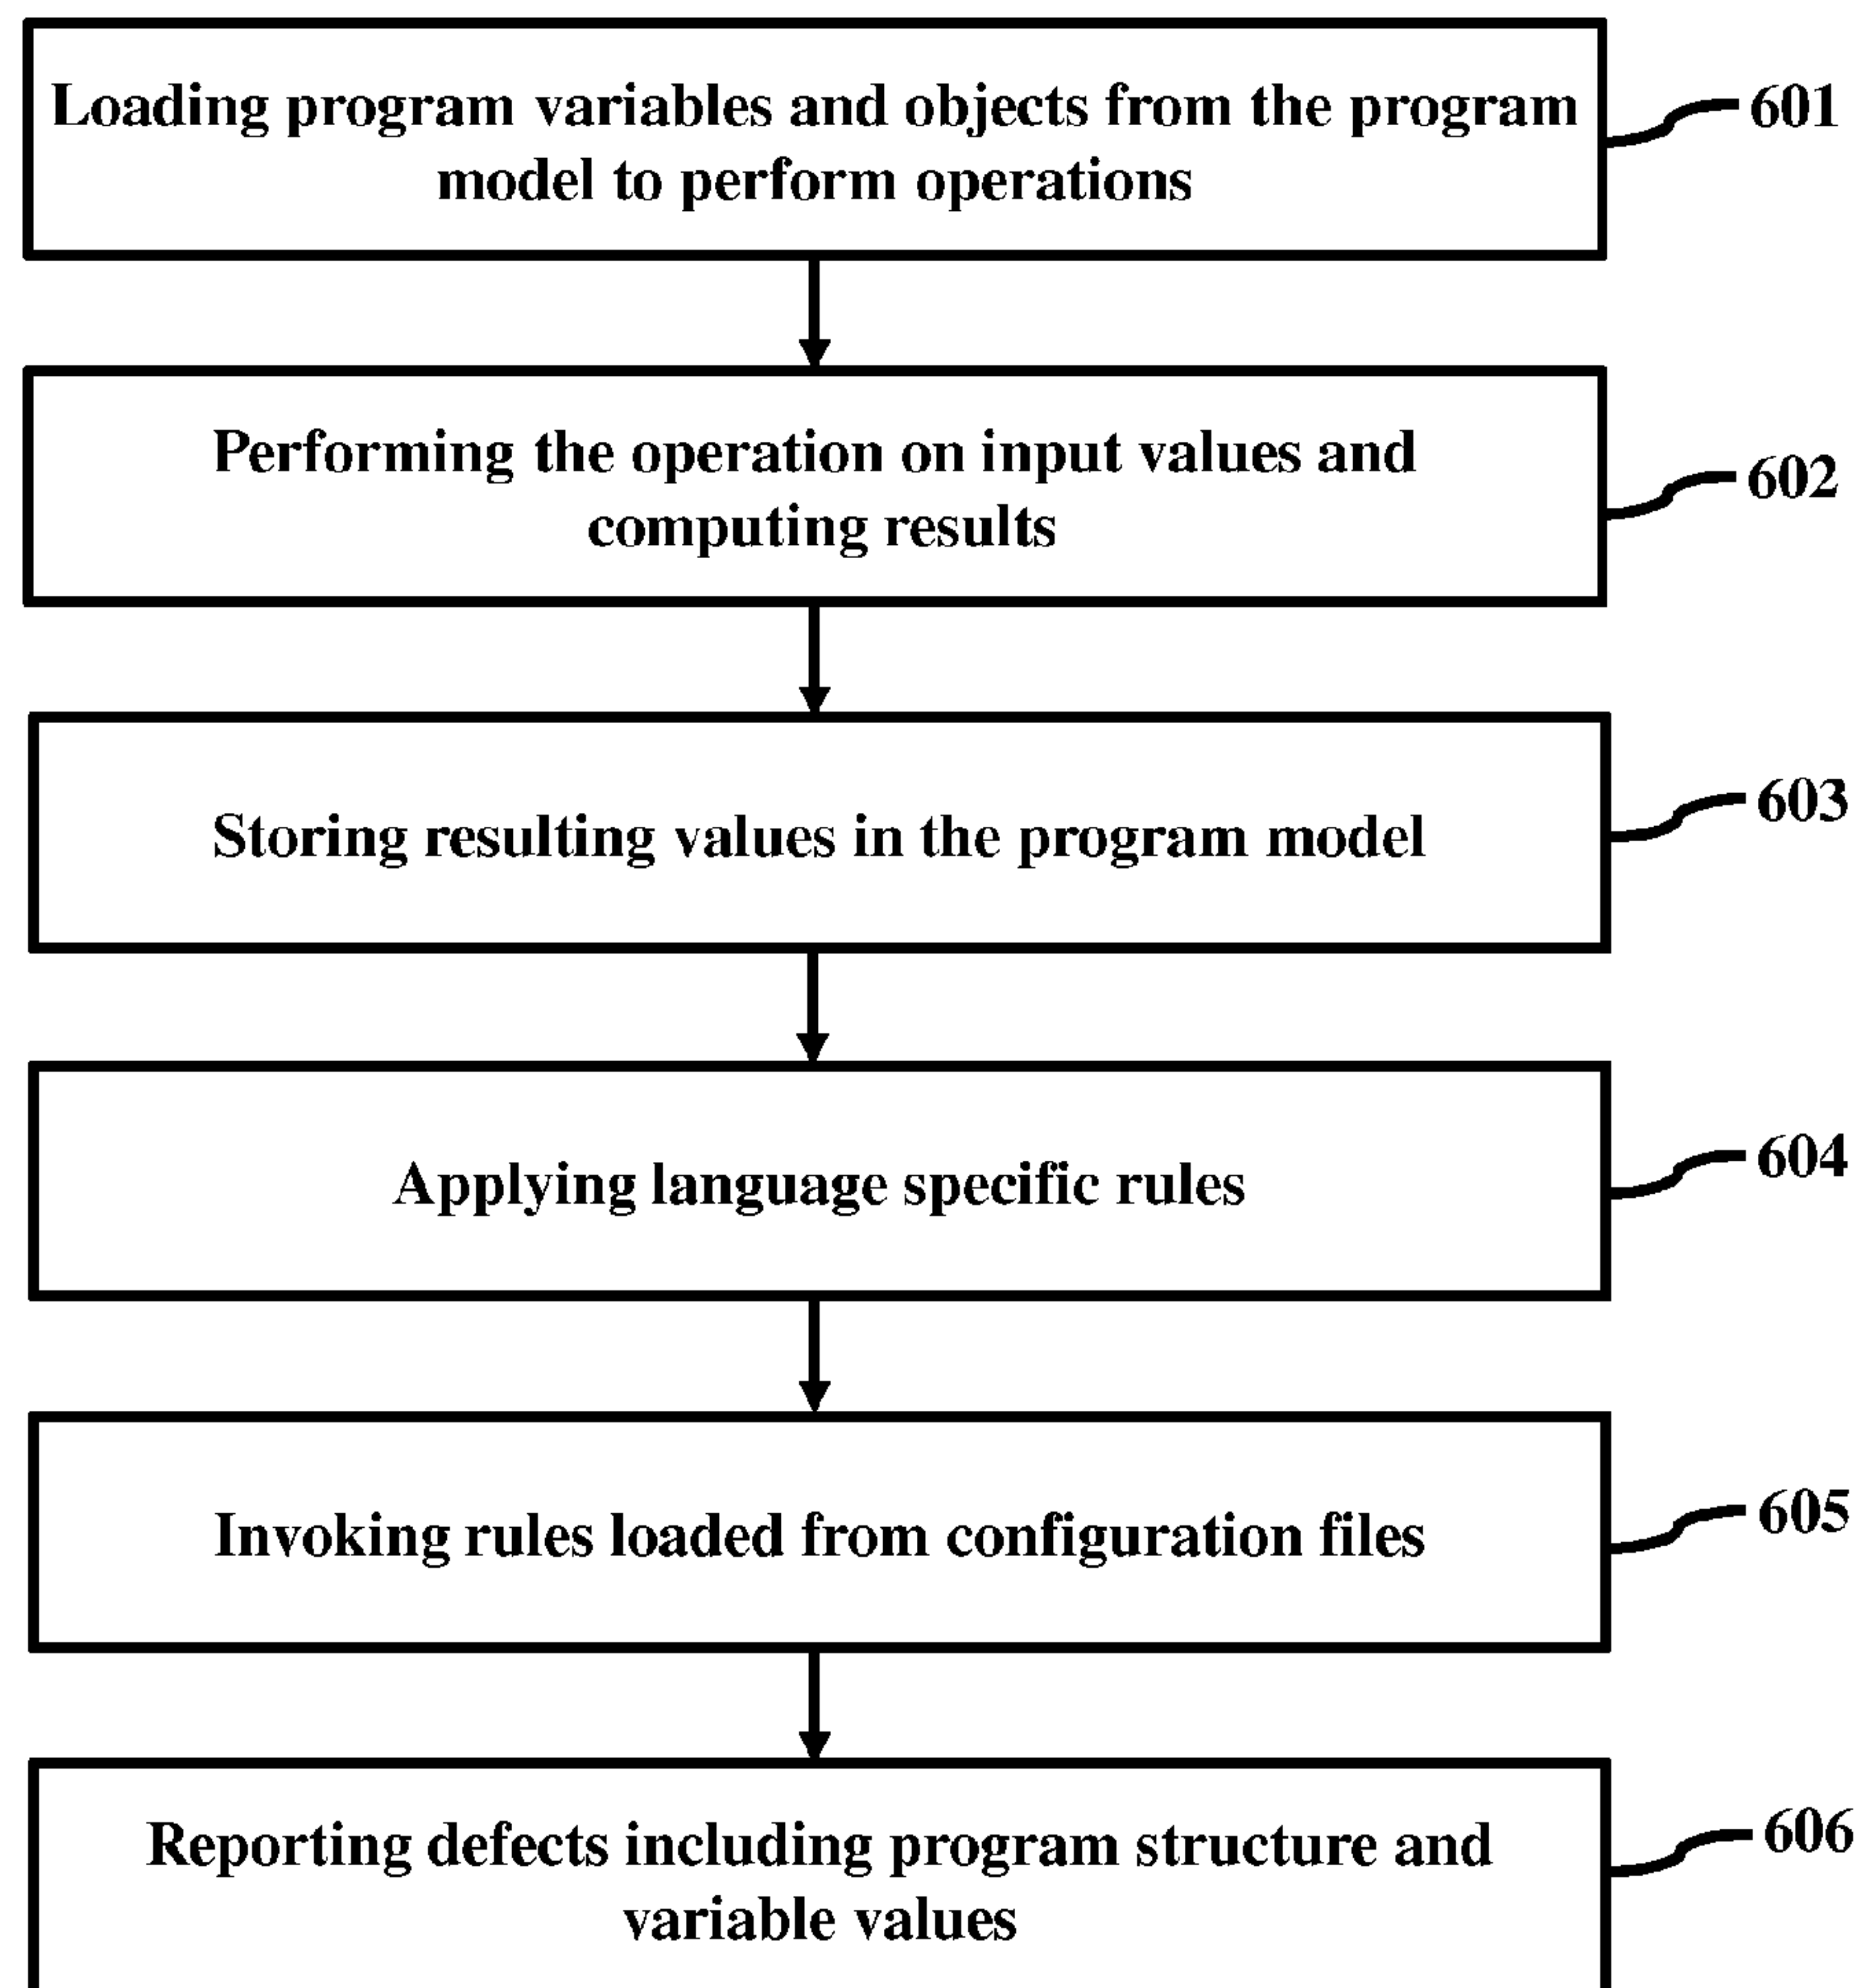 Loading program variables and objects from the program
model to perform operations
601
Performing the operation on input values and
computing results
602
Storing resulting values in the program model
603
Applying language specific rules
604
Invoking rules loaded from configuration files
605
Reporting defects including program structure and
variable values
606